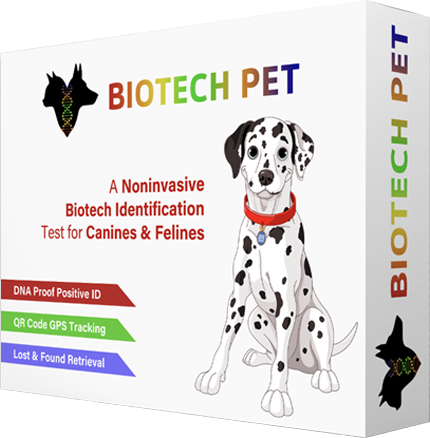 BIOTECH PET
A Noninvasive
Biotech Identification
Test for Canines & Felines
DNA Proof Positive ID
QR Code GPS Tracking
Lost & Found Retrieval
BIOTECH PET